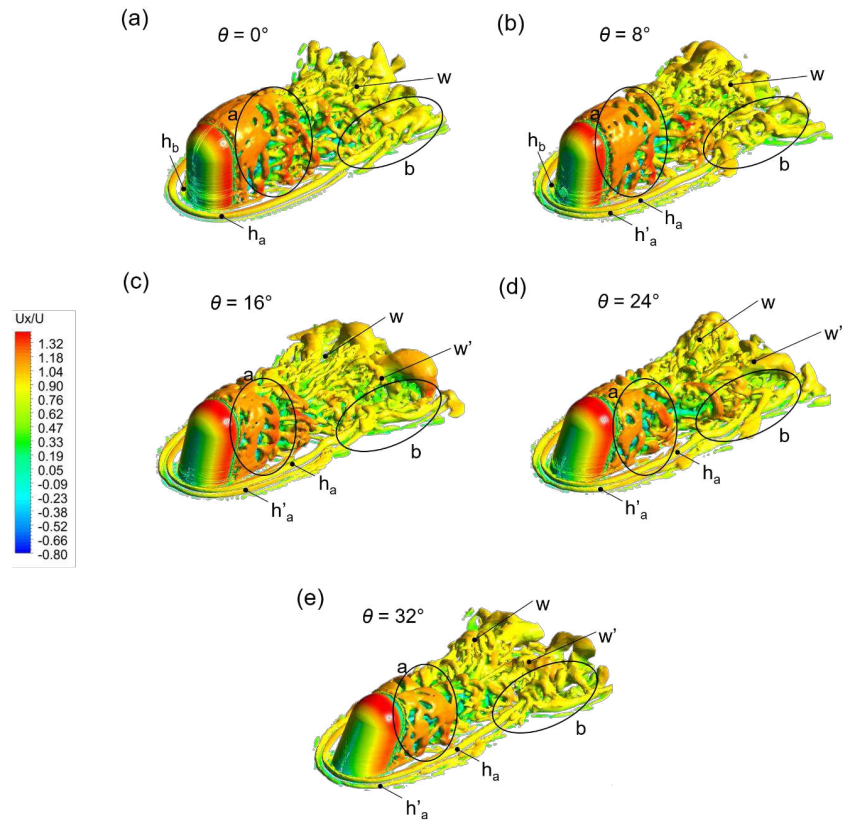 (a)
θ = 0°
w
a
h_b
b
h_a
(b)
θ = 8°
w
a
h_b
b
h_a
h'_a
(c)
θ = 16°
w
w'
a
b
h_a
h'_a
(d)
θ = 24°
w
w'
a
b
h_a
h'_a
Ux/U
1.32
1.18
1.04
0.90
0.76
0.61
0.47
0.33
0.19
0.05
-0.09
-0.23
-0.38
-0.52
-0.66
-0.80
(e)
θ = 32°
w
w'
a
b
h_a
h'_a